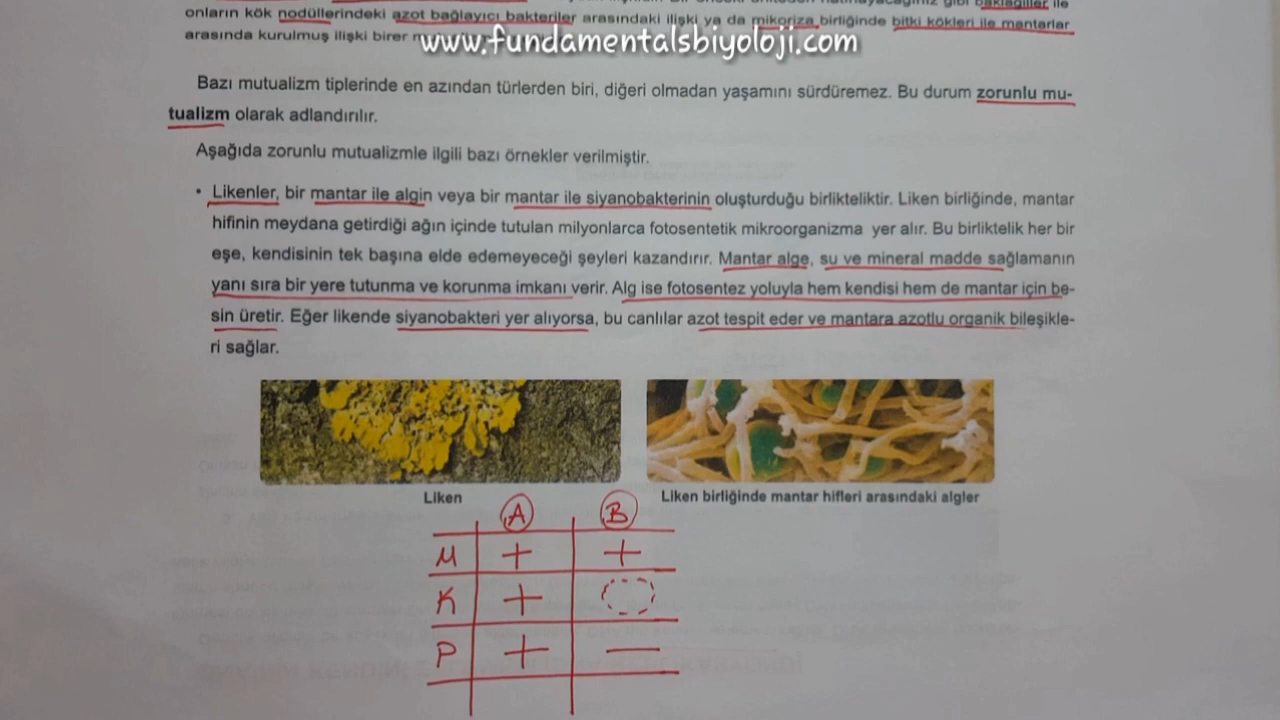 onların kök nodüllerindeki azot bağlayıcı bakteriler arasındaki ilişki ya da mikoriza birliğinde bitki kökleri ile mantarlar
arasında kurulmuş ilişki birer
www.fundamentalsbiyoloji.com
Bazı mutualizm tiplerinde en azından türlerden biri, diğeri olmadan yaşamını sürdüremez. Bu durum zorunlu mu-
tualizm olarak adlandırılır.
Aşağıda zorunlu mutualizmle ilgili bazı örnekler verilmiştir.
• Likenler, bir mantar ile algin veya bir mantar ile siyanobakterinin oluşturduğu birlikteliktir. Liken birliğinde, mantar
hifinin meydana getirdiği ağın içinde tutulan milyonlarca fotosentetik mikroorganizma yer alır. Bu birliktelik her bir
eşe, kendisinin tek başına elde edemeyeceği şeyleri kazandırır. Mantar alge, su ve mineral madde sağlamanın
yanı sıra bir yere tutunma ve korunma imkanı verir. Alg ise fotosentez yoluyla hem kendisi hem de mantar için be-
sin üretir. Eğer likende siyanobakteri yer alıyorsa, bu canlılar azot tespit eder ve mantara azotlu organik bileşikle-
ri sağlar.
Liken
Liken birliğinde mantar hifleri arasındaki algler
A B
M + +
K +
P + −